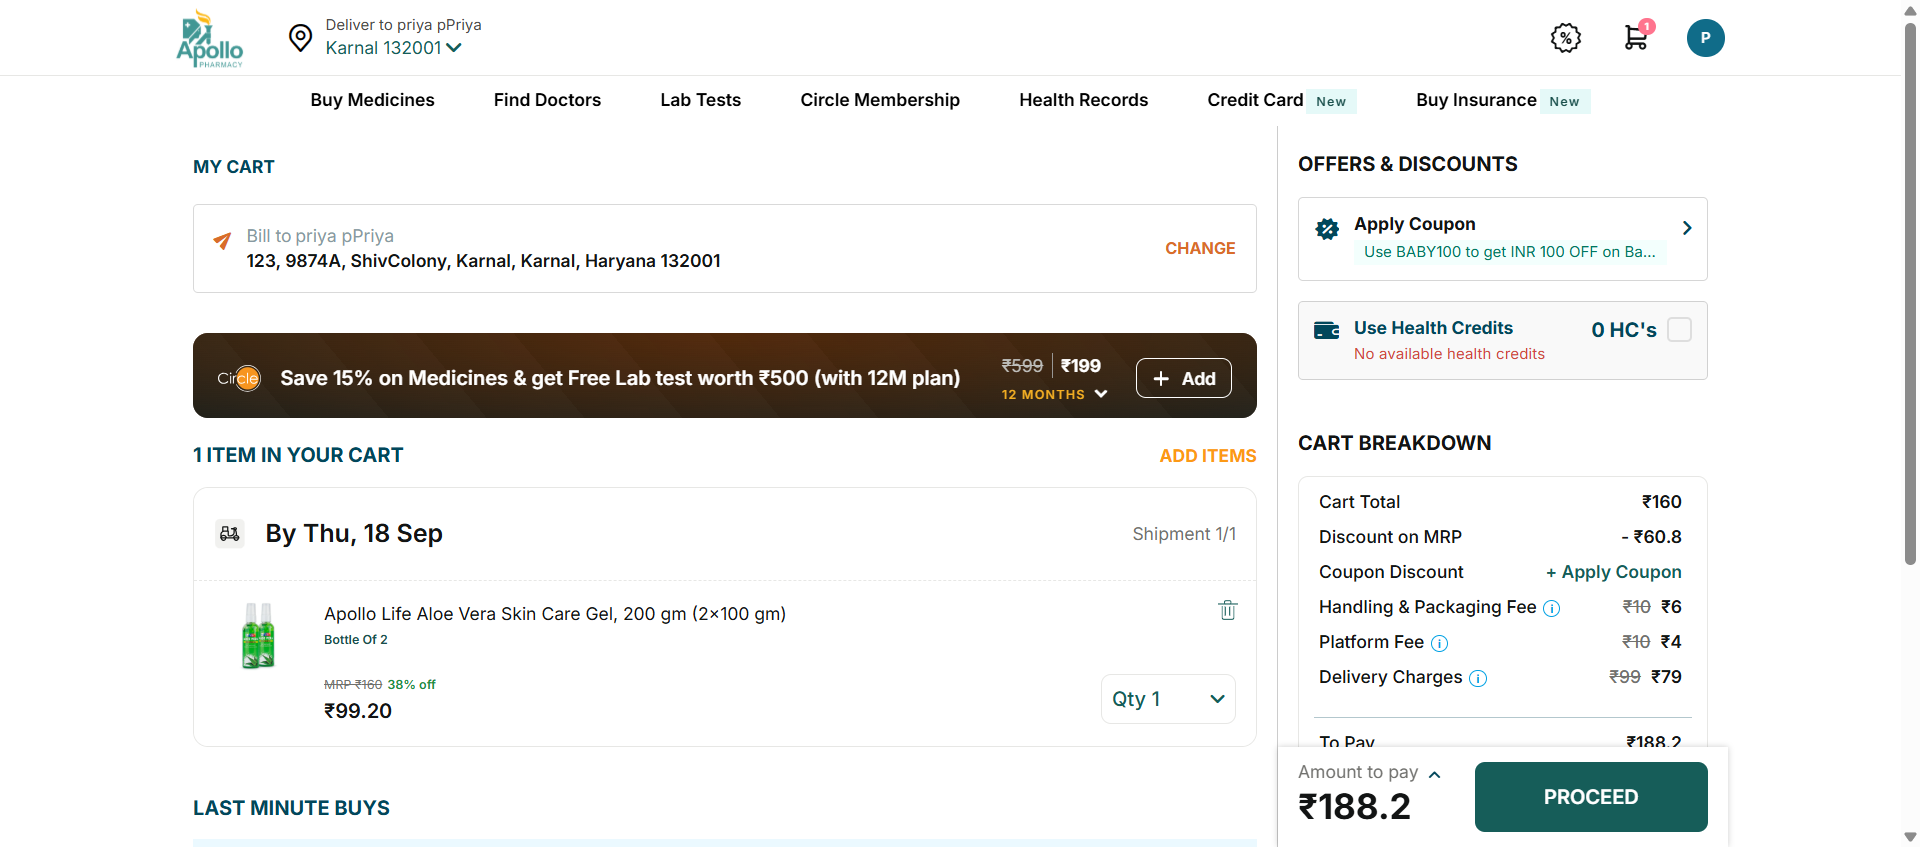 Apollo
PHARMACY
Deliver to priya pPriya
Karnal 132001
1
P
Buy Medicines
Find Doctors
Lab Tests
Circle Membership
Health Records
Credit Card New
Buy Insurance New
MY CART
Bill to priya pPriya
123, 9874A, ShivColony, Karnal, Karnal, Haryana 132001
CHANGE
Circle
Save 15% on Medicines & get Free Lab test worth ₹500 (with 12M plan)
₹599 ₹199
12 MONTHS
+ Add
1 ITEM IN YOUR CART
ADD ITEMS
By Thu, 18 Sep
Shipment 1/1
Apollo Life Aloe Vera Skin Care Gel, 200 gm (2x100 gm)
Bottle Of 2
MRP ₹160 38% off
₹99.20
Qty 1
LAST MINUTE BUYS
OFFERS & DISCOUNTS
Apply Coupon
Use BABY100 to get INR 100 OFF on Ba...
Use Health Credits
0 HC's
No available health credits
CART BREAKDOWN
Cart Total ₹160
Discount on MRP - ₹60.8
Coupon Discount + Apply Coupon
Handling & Packaging Fee ₹10 ₹6
Platform Fee ₹10 ₹4
Delivery Charges ₹99 ₹79
To Pay ₹188.2
Amount to pay
₹188.2
PROCEED